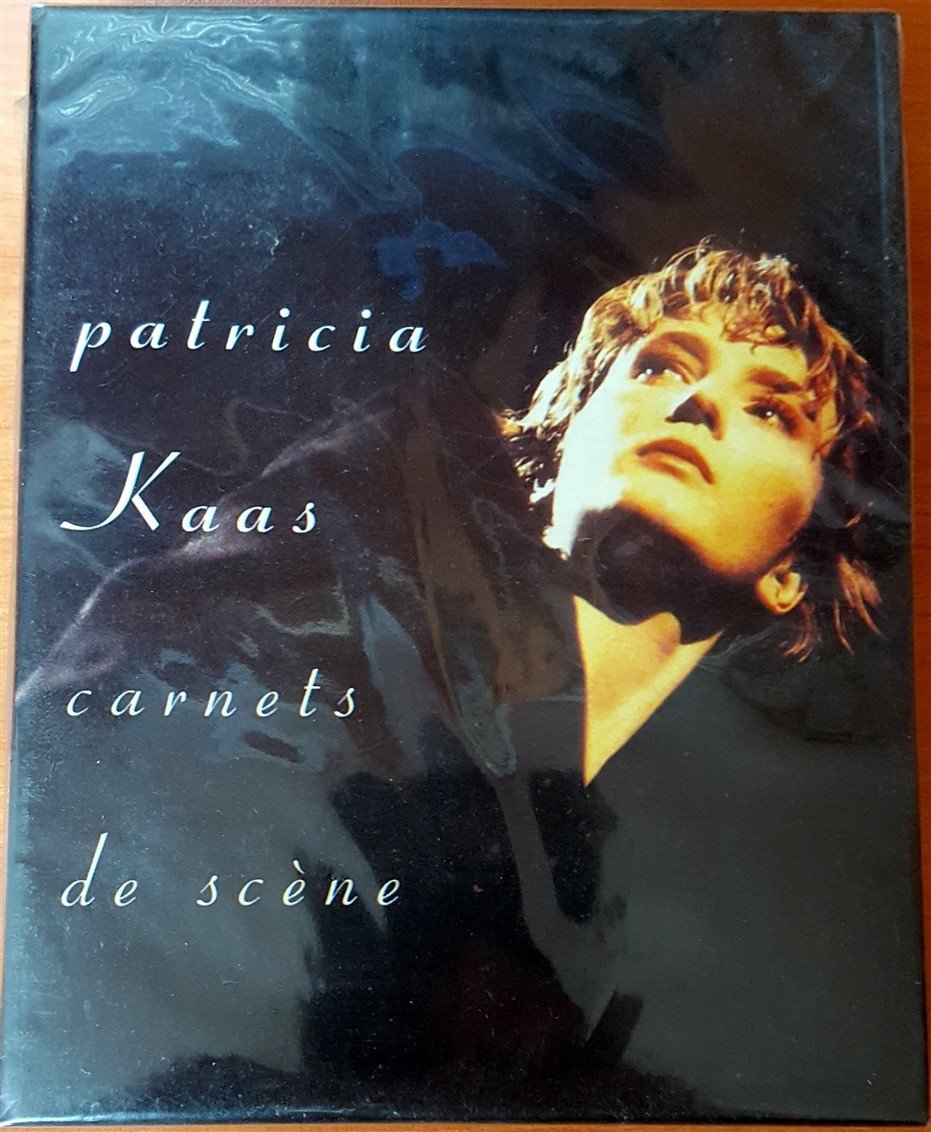 patricia
Kaas
carnets
de scène